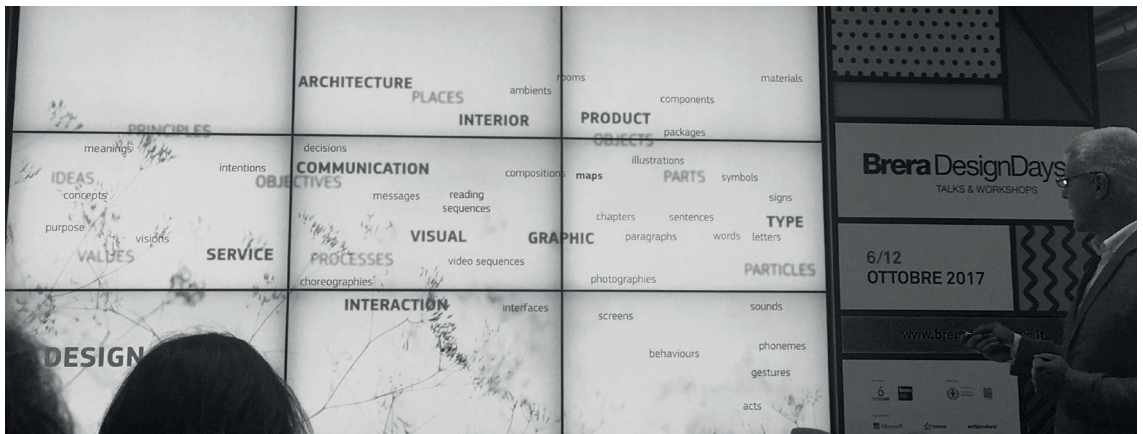 ARCHITECTURE
PLACES
ambients
rooms
materials
components
INTERIOR
PRODUCT
PRINCIPLES
OBJECTS
packages
meanings
decisions
intentions
COMMUNICATION
illustrations
IDEAS
OBJECTIVES
compositions
maps
PARTS
symbols
concepts
messages
reading
sequences
signs
purpose
visions
chapters
sentences
TYPE
VISUAL
GRAPHIC
paragraphs
words
letters
VALUES
SERVICE
PROCESSES
video sequences
PARTICLES
choreographies
photographies
INTERACTION
interfaces
screens
sounds
DESIGN
behaviours
phonemes
gestures
acts
Brera DesignDays
TALKS & WORKSHOPS
6/12
OTTOBRE 2017
Microsoft